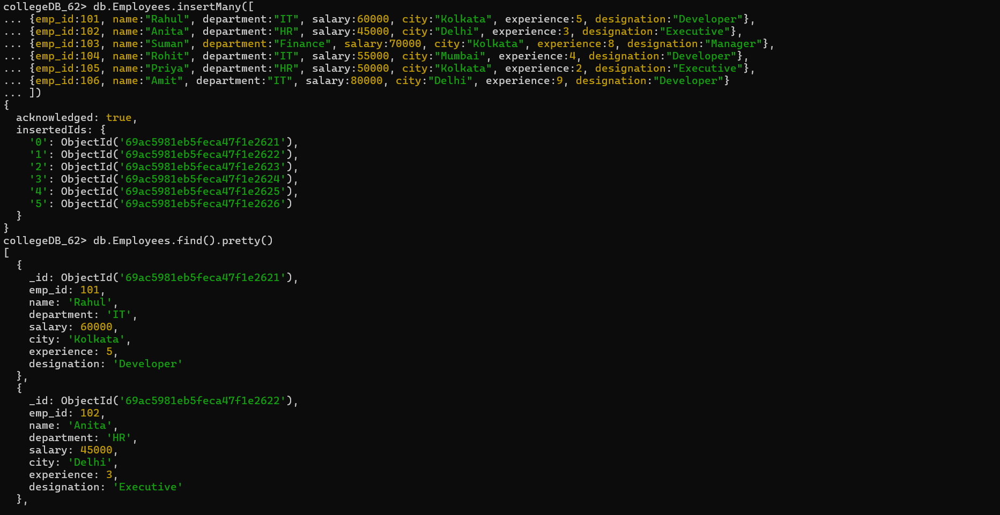 collegeDB_62> db.Employees.insertMany([
... {emp_id:101, name:"Rahul", department:"IT", salary:60000, city:"Kolkata", experience:5, designation:"Developer"},
... {emp_id:102, name:"Anita", department:"HR", salary:45000, city:"Delhi", experience:3, designation:"Executive"},
... {emp_id:103, name:"Suman", department:"Finance", salary:70000, city:"Kolkata", experience:8, designation:"Manager"},
... {emp_id:104, name:"Rohit", department:"IT", salary:55000, city:"Mumbai", experience:4, designation:"Developer"},
... {emp_id:105, name:"Priya", department:"HR", salary:50000, city:"Kolkata", experience:2, designation:"Executive"},
... {emp_id:106, name:"Amit", department:"IT", salary:80000, city:"Delhi", experience:9, designation:"Developer"}
... ])
{
  acknowledged: true,
  insertedIds: {
    '0': ObjectId('69ac5981eb5feca47f1e2621'),
    '1': ObjectId('69ac5981eb5feca47f1e2622'),
    '2': ObjectId('69ac5981eb5feca47f1e2623'),
    '3': ObjectId('69ac5981eb5feca47f1e2624'),
    '4': ObjectId('69ac5981eb5feca47f1e2625'),
    '5': ObjectId('69ac5981eb5feca47f1e2626')
  }
}
collegeDB_62> db.Employees.find().pretty()
[
  {
    _id: ObjectId('69ac5981eb5feca47f1e2621'),
    emp_id: 101,
    name: 'Rahul',
    department: 'IT',
    salary: 60000,
    city: 'Kolkata',
    experience: 5,
    designation: 'Developer'
  },
  {
    _id: ObjectId('69ac5981eb5feca47f1e2622'),
    emp_id: 102,
    name: 'Anita',
    department: 'HR',
    salary: 45000,
    city: 'Delhi',
    experience: 3,
    designation: 'Executive'
  },